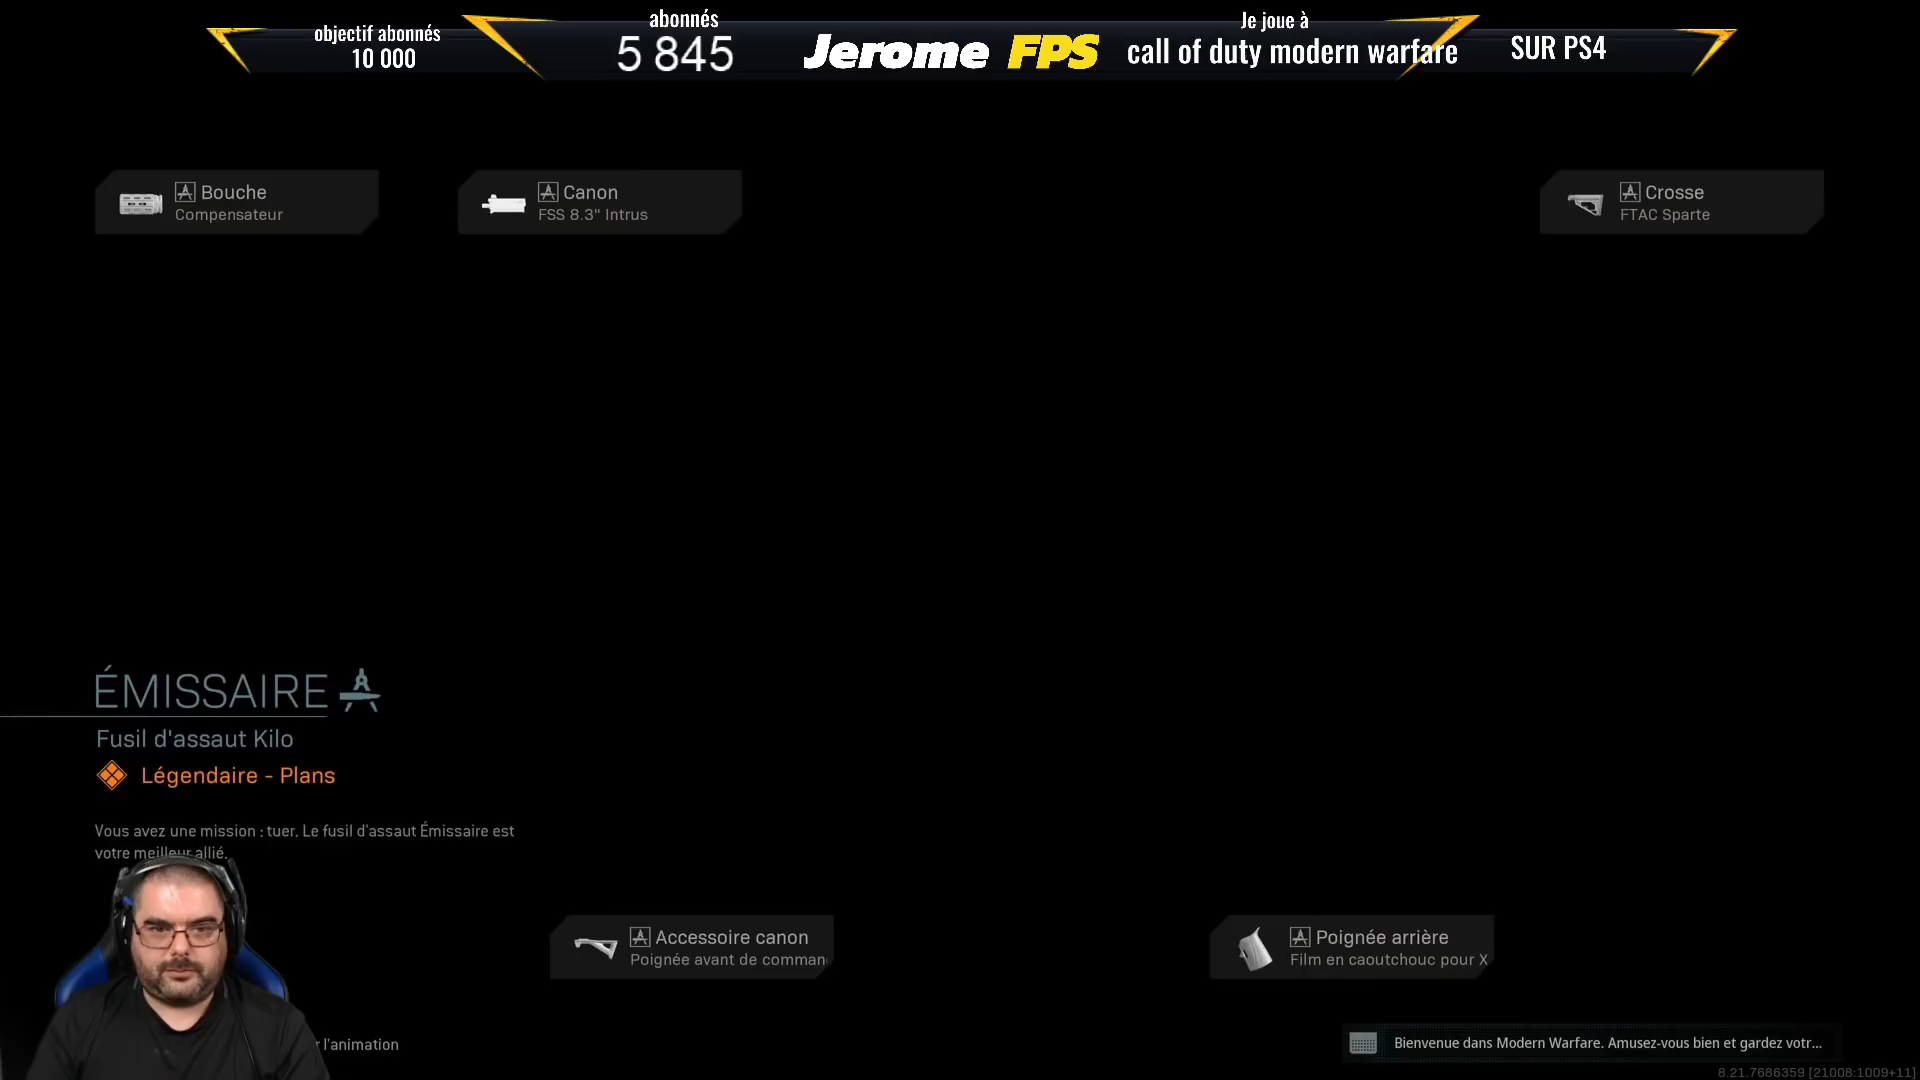 objectif abonnés
10 000
abonnés
5 845
Jerome FPS
Je joue à
call of duty modern warfare
SUR PS4
Bouche
Compensateur
Canon
FSS 8.3" Intrus
Crosse
FTAC Sparte
ÉMISSAIRE
Fusil d'assaut Kilo
Légendaire - Plans
Vous avez une mission : tuer. Le fusil d'assaut Émissaire est
votre meilleur allié.
Accessoire canon
Poignée avant de comman
Poignée arrière
Film en caoutchouc pour X
l'animation
Bienvenue dans Modern Warfare. Amusez-vous bien et gardez votr...
8.21.7686359 [21008:1009+11]